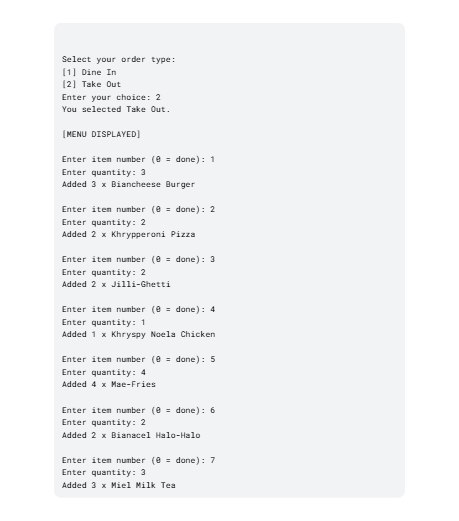 Select your order type:
[1] Dine In
[2] Take Out
Enter your choice: 2
You selected Take Out.
[MENU DISPLAYED]
Enter item number (0 = done): 1
Enter quantity: 3
Added 3 x Biancheese Burger
Enter item number (0 = done): 2
Enter quantity: 2
Added 2 x Khrypperoni Pizza
Enter item number (0 = done): 3
Enter quantity: 2
Added 2 x Jilli-Ghetti
Enter item number (0 = done): 4
Enter quantity: 1
Added 1 x Khryspy Noela Chicken
Enter item number (0 = done): 5
Enter quantity: 4
Added 4 x Mae-Fries
Enter item number (0 = done): 6
Enter quantity: 2
Added 2 x Bianacel Halo-Halo
Enter item number (0 = done): 7
Enter quantity: 3
Added 3 x Miel Milk Tea